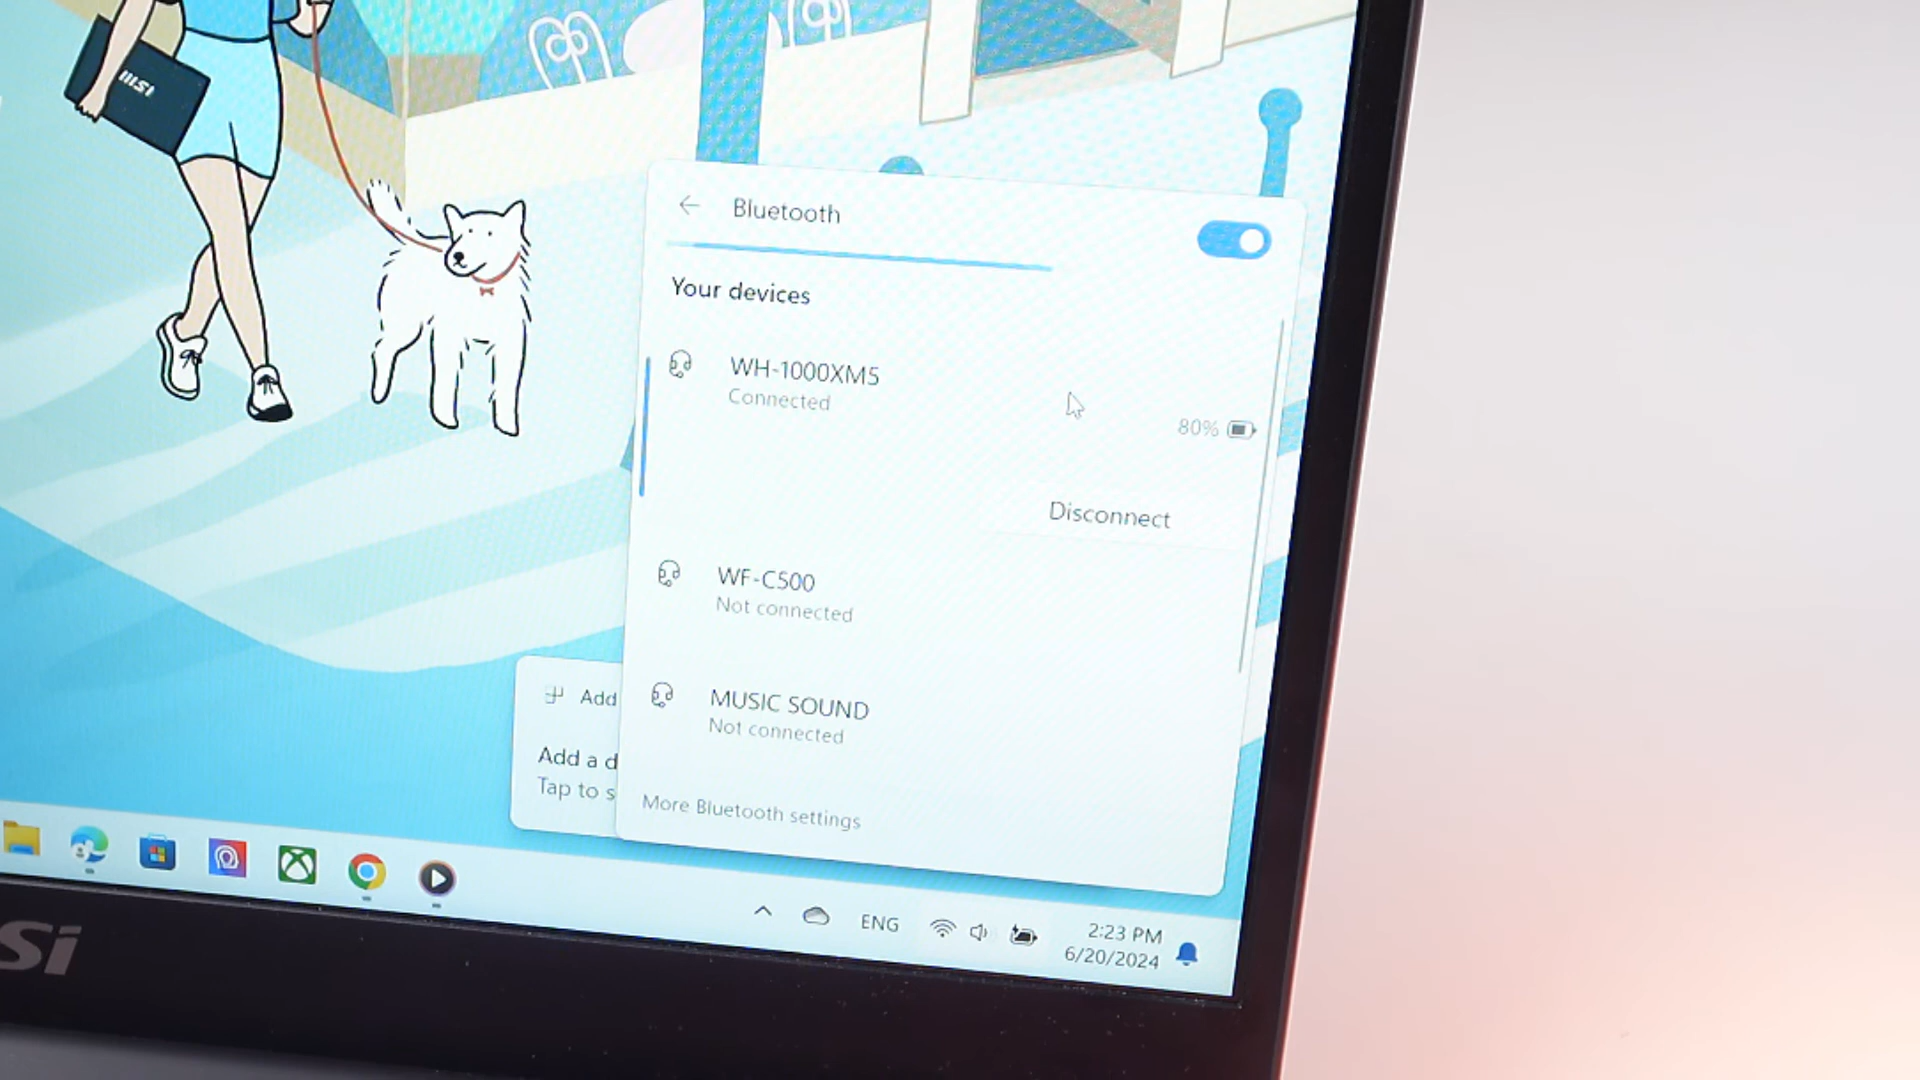 msi
Bluetooth
Your devices
WH-1000XM5
Connected
80%
Disconnect
WF-C500
Not connected
MUSIC SOUND
Not connected
More Bluetooth settings
Add
Add a d
Tap to s
ENG
2:23 PM
6/20/2024
Si